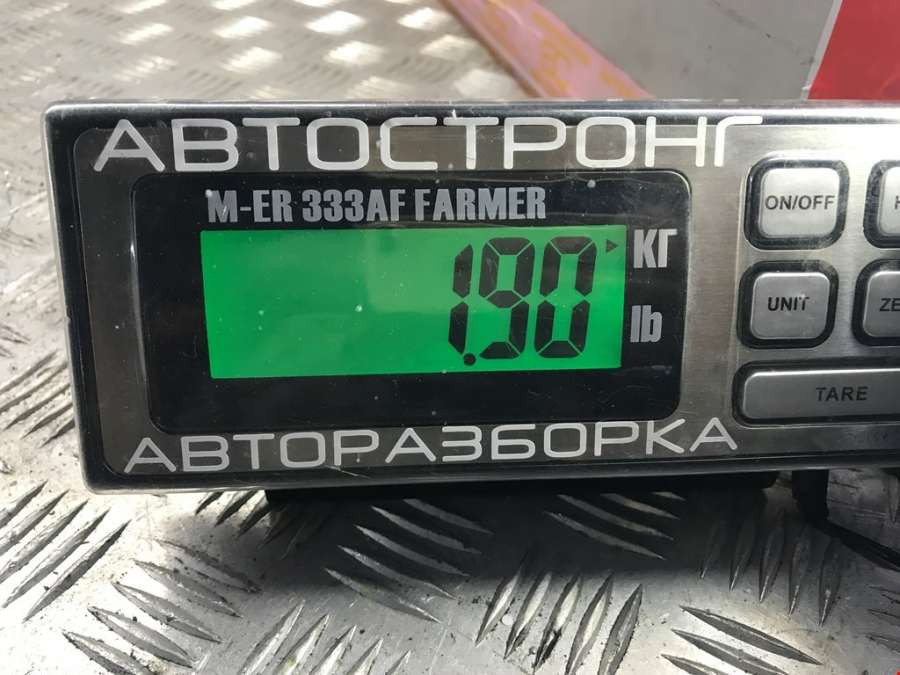 АВТОСТРОНГ
M-ER 333AF FARMER
1.90 КГ
lb
ON/OFF
UNIT
TARE
АВТОРАЗБОРКА